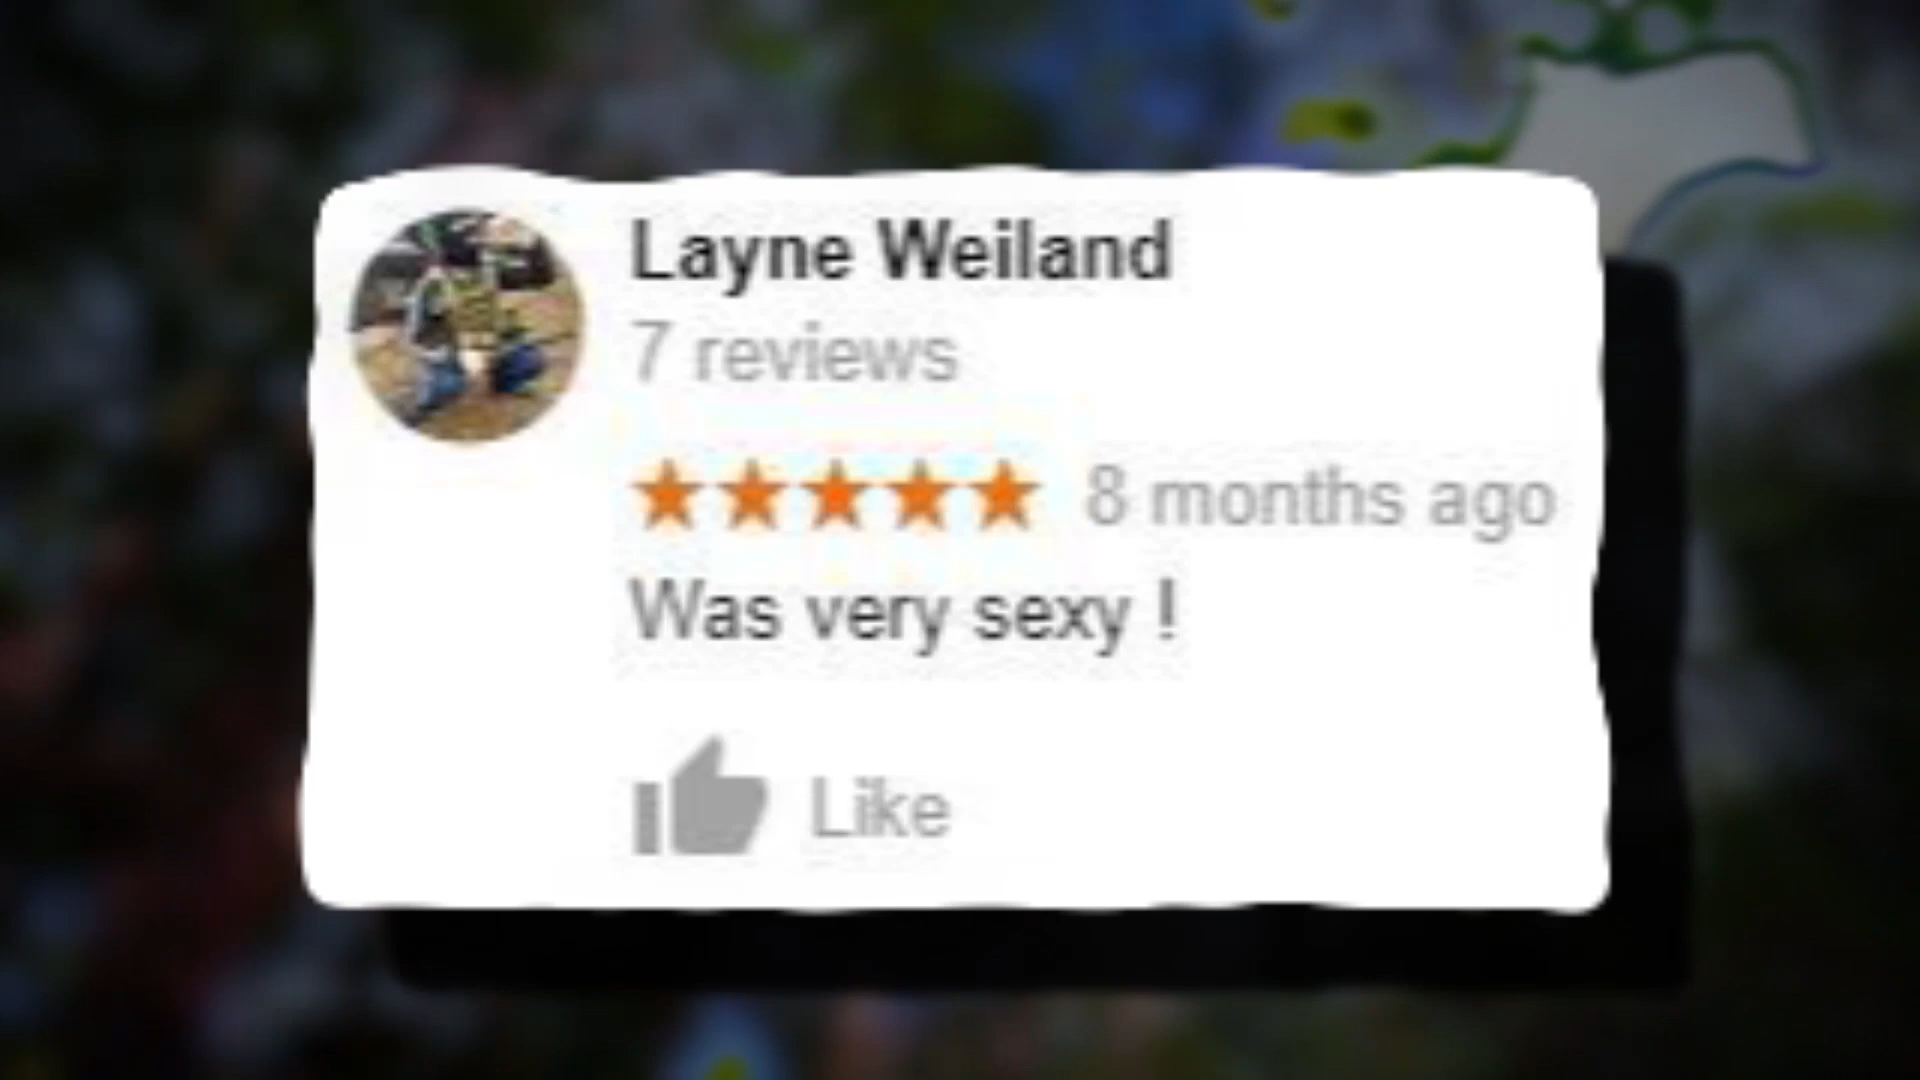 Layne Weiland
7 reviews
8 months ago
Was very sexy !
Like